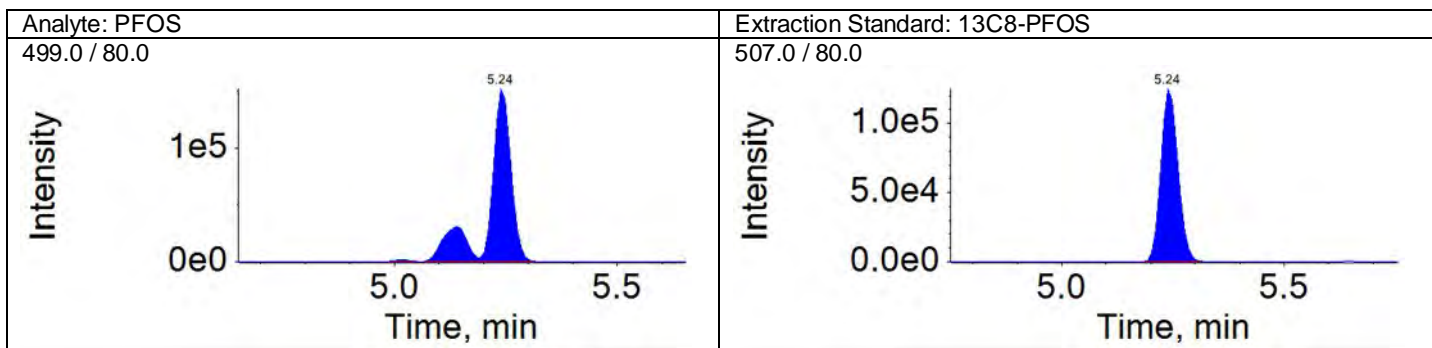 Analyte: PFOS
Extraction Standard: 13C8-PFOS
499.0 / 80.0
507.0 / 80.0
5.24
Intensity
1e5
0e0
5.0
5.5
Time, min
5.24
Intensity
1.0e5
5.0e4
0.0e0
5.0
5.5
Time, min